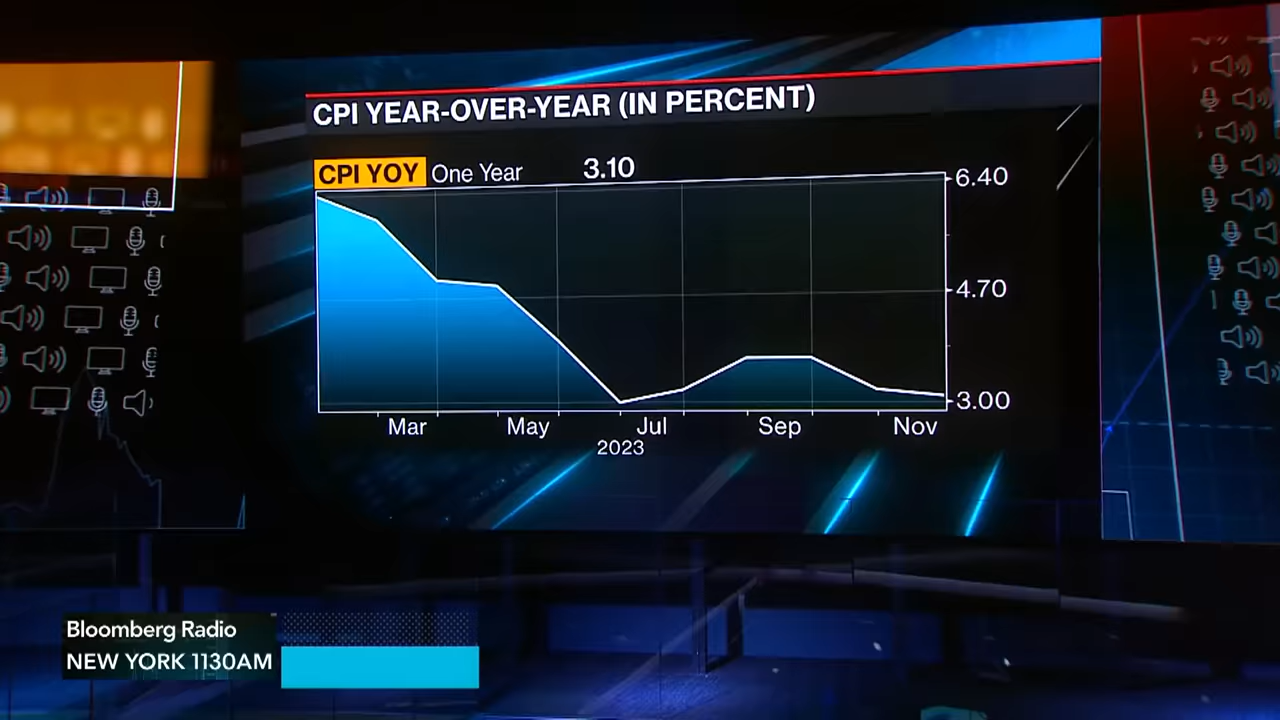 CPI YEAR-OVER-YEAR (IN PERCENT)
CPI YOY One Year 3.10
6.40
4.70
3.00
Mar May Jul Sep Nov
2023
Bloomberg Radio
NEW YORK 1130AM